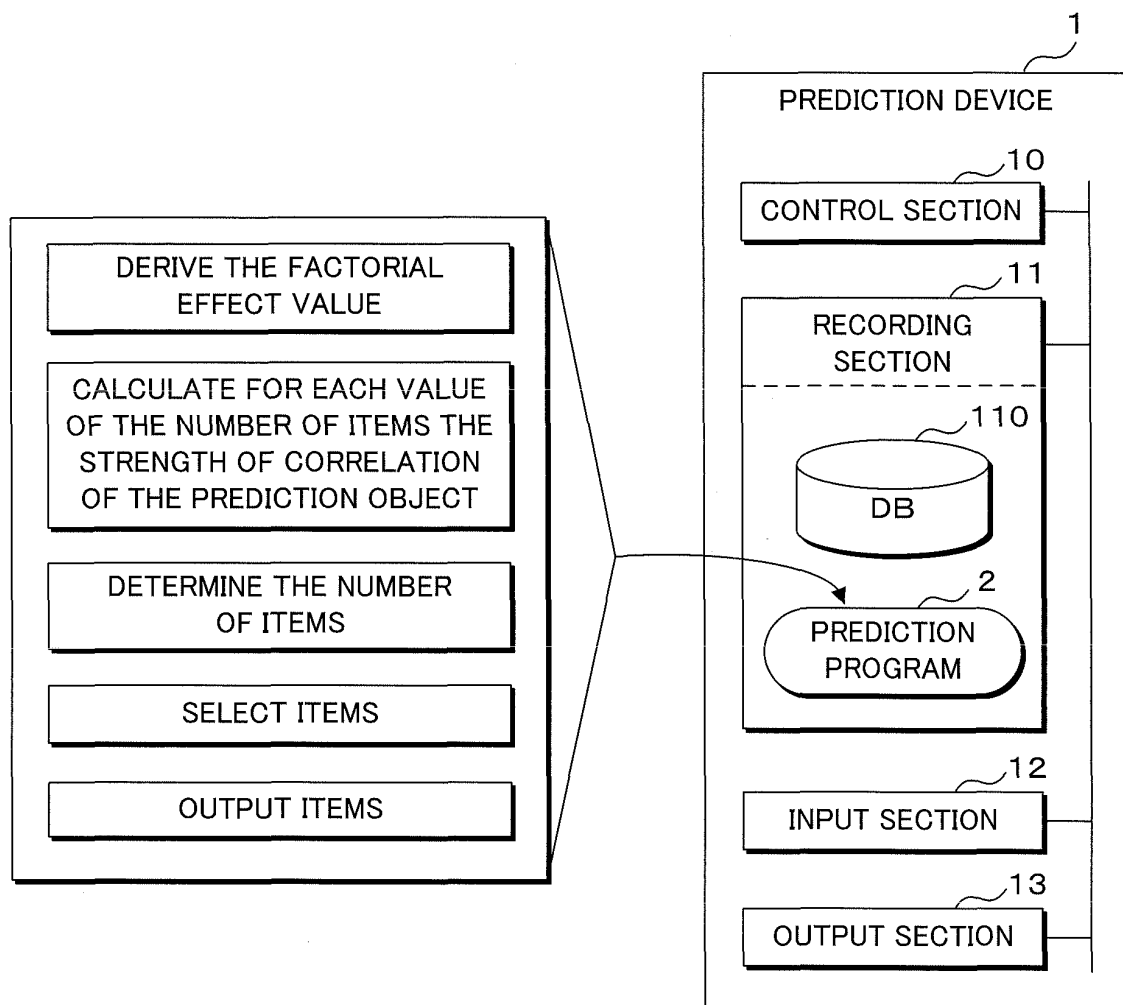 1
PREDICTION DEVICE
10
CONTROL SECTION
11
RECORDING
SECTION
110
DB
2
PREDICTION
PROGRAM
12
INPUT SECTION
13
OUTPUT SECTION
DERIVE THE FACTORIAL
EFFECT VALUE
CALCULATE FOR EACH VALUE
OF THE NUMBER OF ITEMS THE
STRENGTH OF CORRELATION
OF THE PREDICTION OBJECT
DETERMINE THE NUMBER
OF ITEMS
SELECT ITEMS
OUTPUT ITEMS